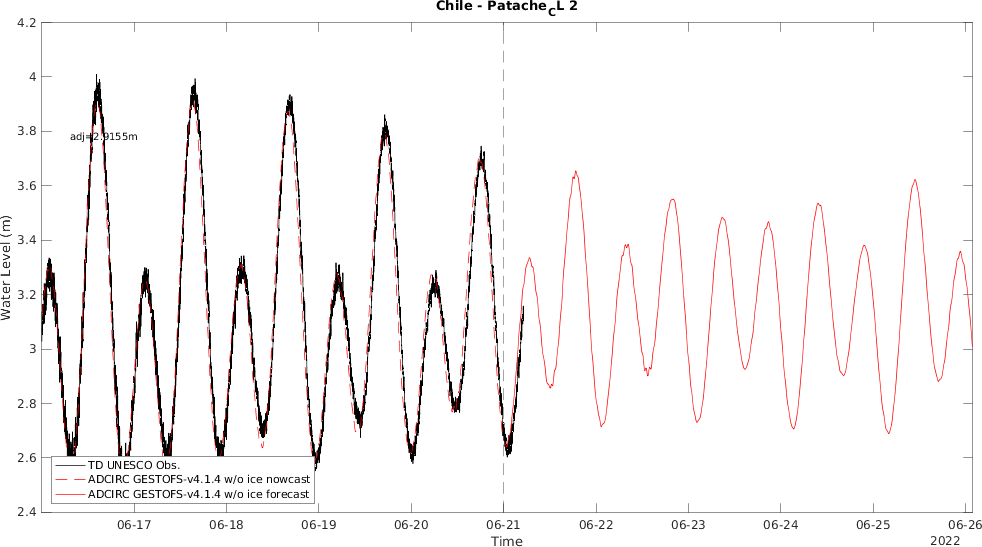 Chile - Patache_CL 2
4.2
4
3.8
3.6
3.4
3.2
3
2.8
2.6
2.4
Water Level (m)
adj=2.9155m
TD UNESCO Obs.
ADCIRC GESTOFS-v4.1.4 w/o ice nowcast
ADCIRC GESTOFS-v4.1.4 w/o ice forecast
06-17 06-18 06-19 06-20 06-21 06-22 06-23 06-24 06-25 06-26
Time
2022